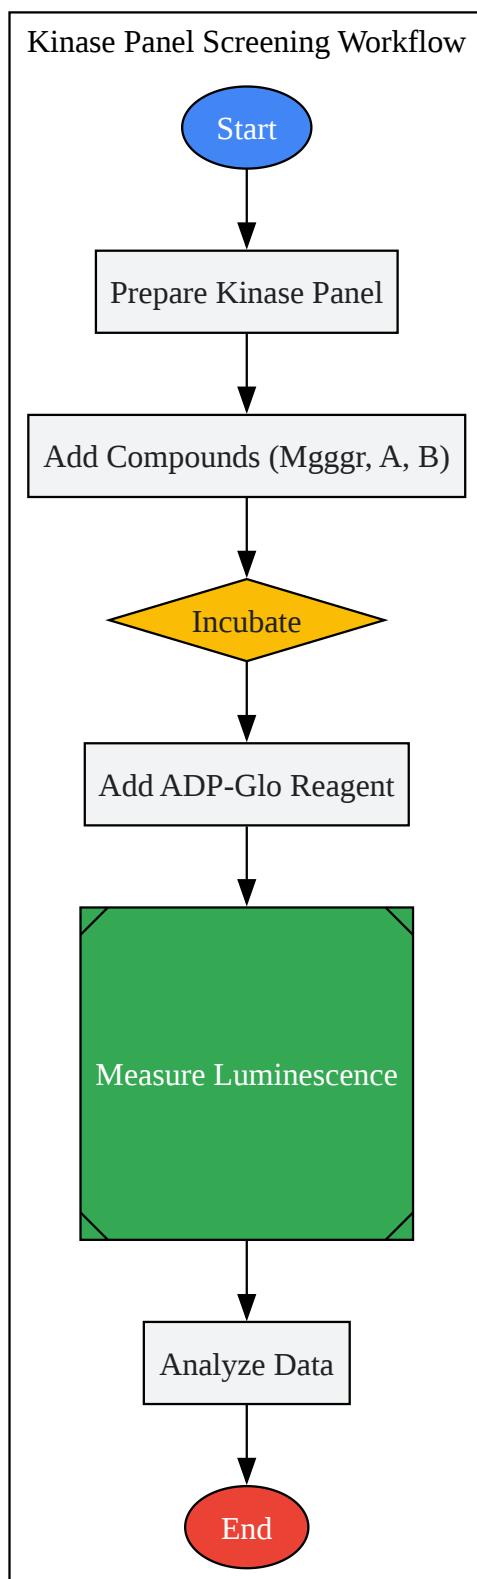 Kinase Panel Screening Workflow
Start
Prepare Kinase Panel
Add Compounds (Mgggr, A, B)
Incubate
Add ADP-Glo Reagent
Measure Luminescence
Analyze Data
End